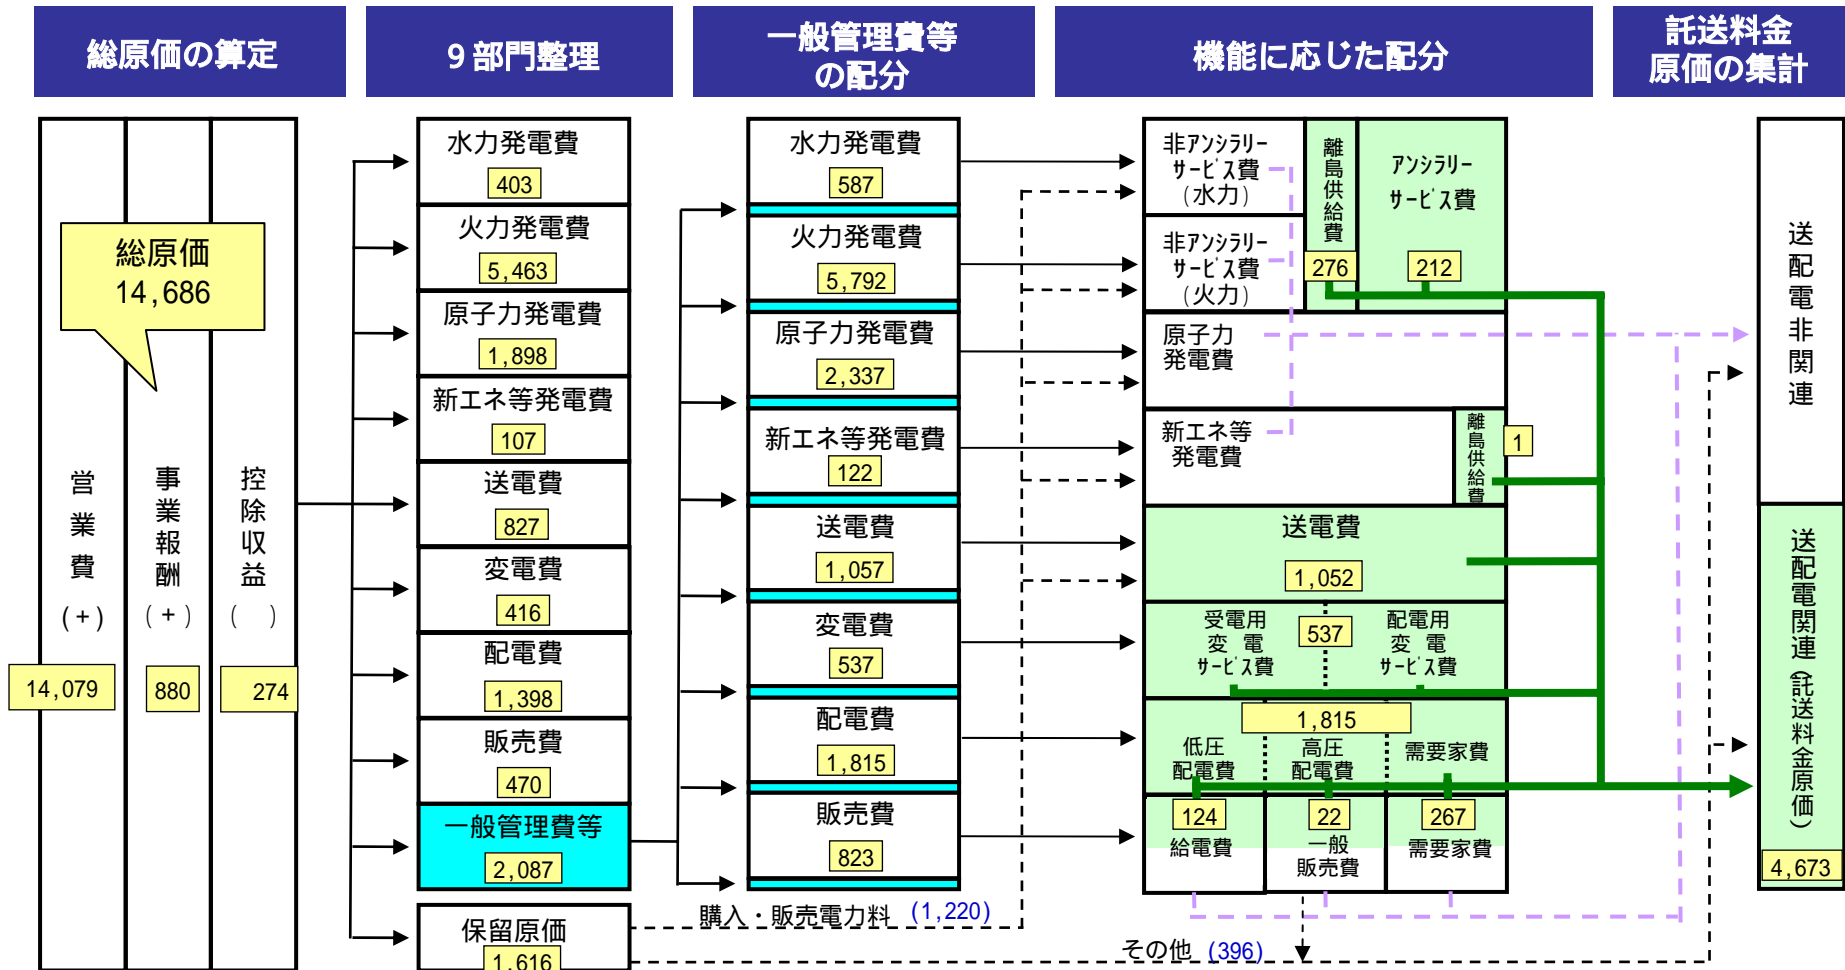 総原価の算定
9部門整理
一般管理費等
の配分
機能に応じた配分
託送料金
原価の集計
総原価
14,686
営業費
(+)
14,079
事業報酬
(+)
880
控除収益
( )
274
水力発電費
403
火力発電費
5,463
原子力発電費
1,898
新エネ等発電費
107
送電費
827
変電費
416
配電費
1,398
販売費
470
一般管理費等
2,087
保留原価
1,616
水力発電費
587
火力発電費
5,792
原子力発電費
2,337
新エネ等発電費
122
送電費
1,057
変電費
537
配電費
1,815
販売費
823
購入・販売電力料 (1,220)
その他 (396)
非アンシラリー
サービス費
(水力)
非アンシラリー
サービス費
(火力)
離島供給費
276
アンシラリー
サービス費
212
原子力
発電費
新エネ等
発電費
離島供給費
1
送電費
1,052
受電用
変 電
サービス費
537
配電用
変 電
サービス費
1,815
低圧
配電費
高圧
配電費
需要家費
124
給電費
22
一般
販売費
267
需要家費
送配電非関連
送配電関連(託送料金原価)
4,673